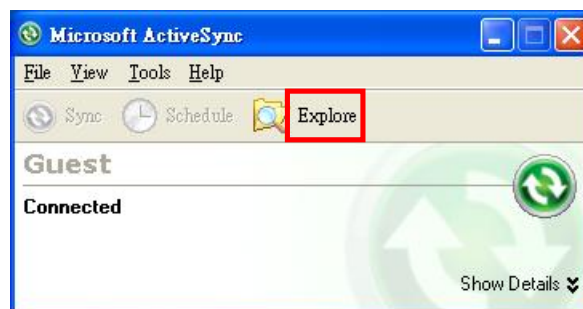 Microsoft ActiveSync
File View Tools Help
Sync Schedule Explore
Guest
Connected
Show Details